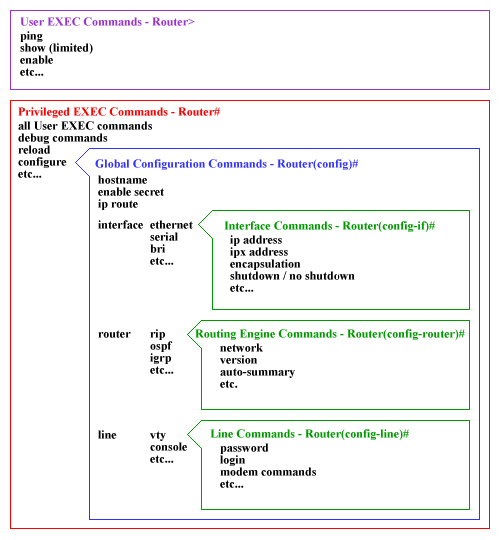 User EXEC Commands - Router>
ping
show (limited)
enable
etc...
Privileged EXEC Commands - Router#
all User EXEC commands
debug commands
reload
configure
etc...
Global Configuration Commands - Router(config)#
hostname
enable secret
ip route
interface ethernet
serial
bri
etc...
Interface Commands - Router(config-if)#
ip address
ipx address
encapsulation
shutdown / no shutdown
etc...
router rip
ospf
igrp
etc...
Routing Engine Commands - Router(config-router)#
network
version
auto-summary
etc.
line vty
console
etc...
Line Commands - Router(config-line)#
password
login
modem commands
etc...